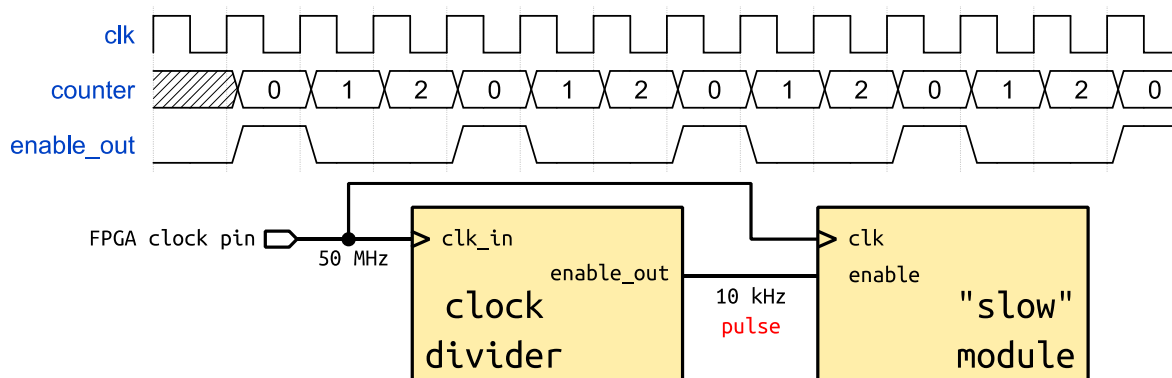 clk
counter 0 1 2 0 1 2 0 1 2 0 1 2 0
enable_out
FPGA clock pin
50 MHz
clk_in
enable_out
clock
divider
10 kHz
pulse
clk
enable
"slow"
module